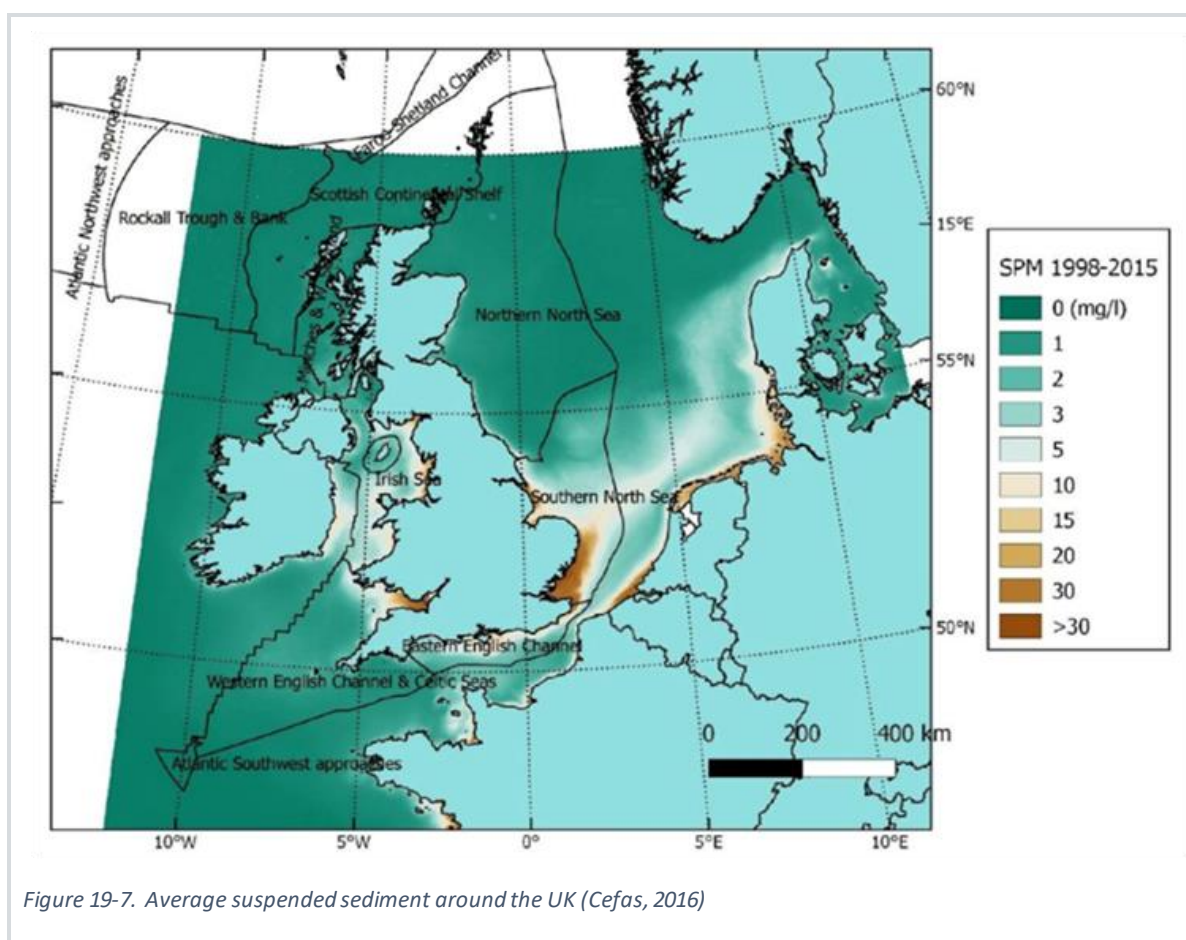 60°N
Faroe-Shetland Channel
Atlantic Northwest approaches
Scottish Continental Shelf
Rockall Trough & Bank
15°E
SPM 1998-2015
0 (mg/l)
1
2
3
5
10
15
20
30
>30
Northern North Sea
55°N
Irish Sea
Southern North Sea
50°N
Eastern English Channel
Western English Channel & Celtic Seas
0 200 400 km
Atlantic Southwest approaches
10°W 5°W 0° 5°E 10°E
Figure 19-7. Average suspended sediment around the UK (Cefas, 2016)